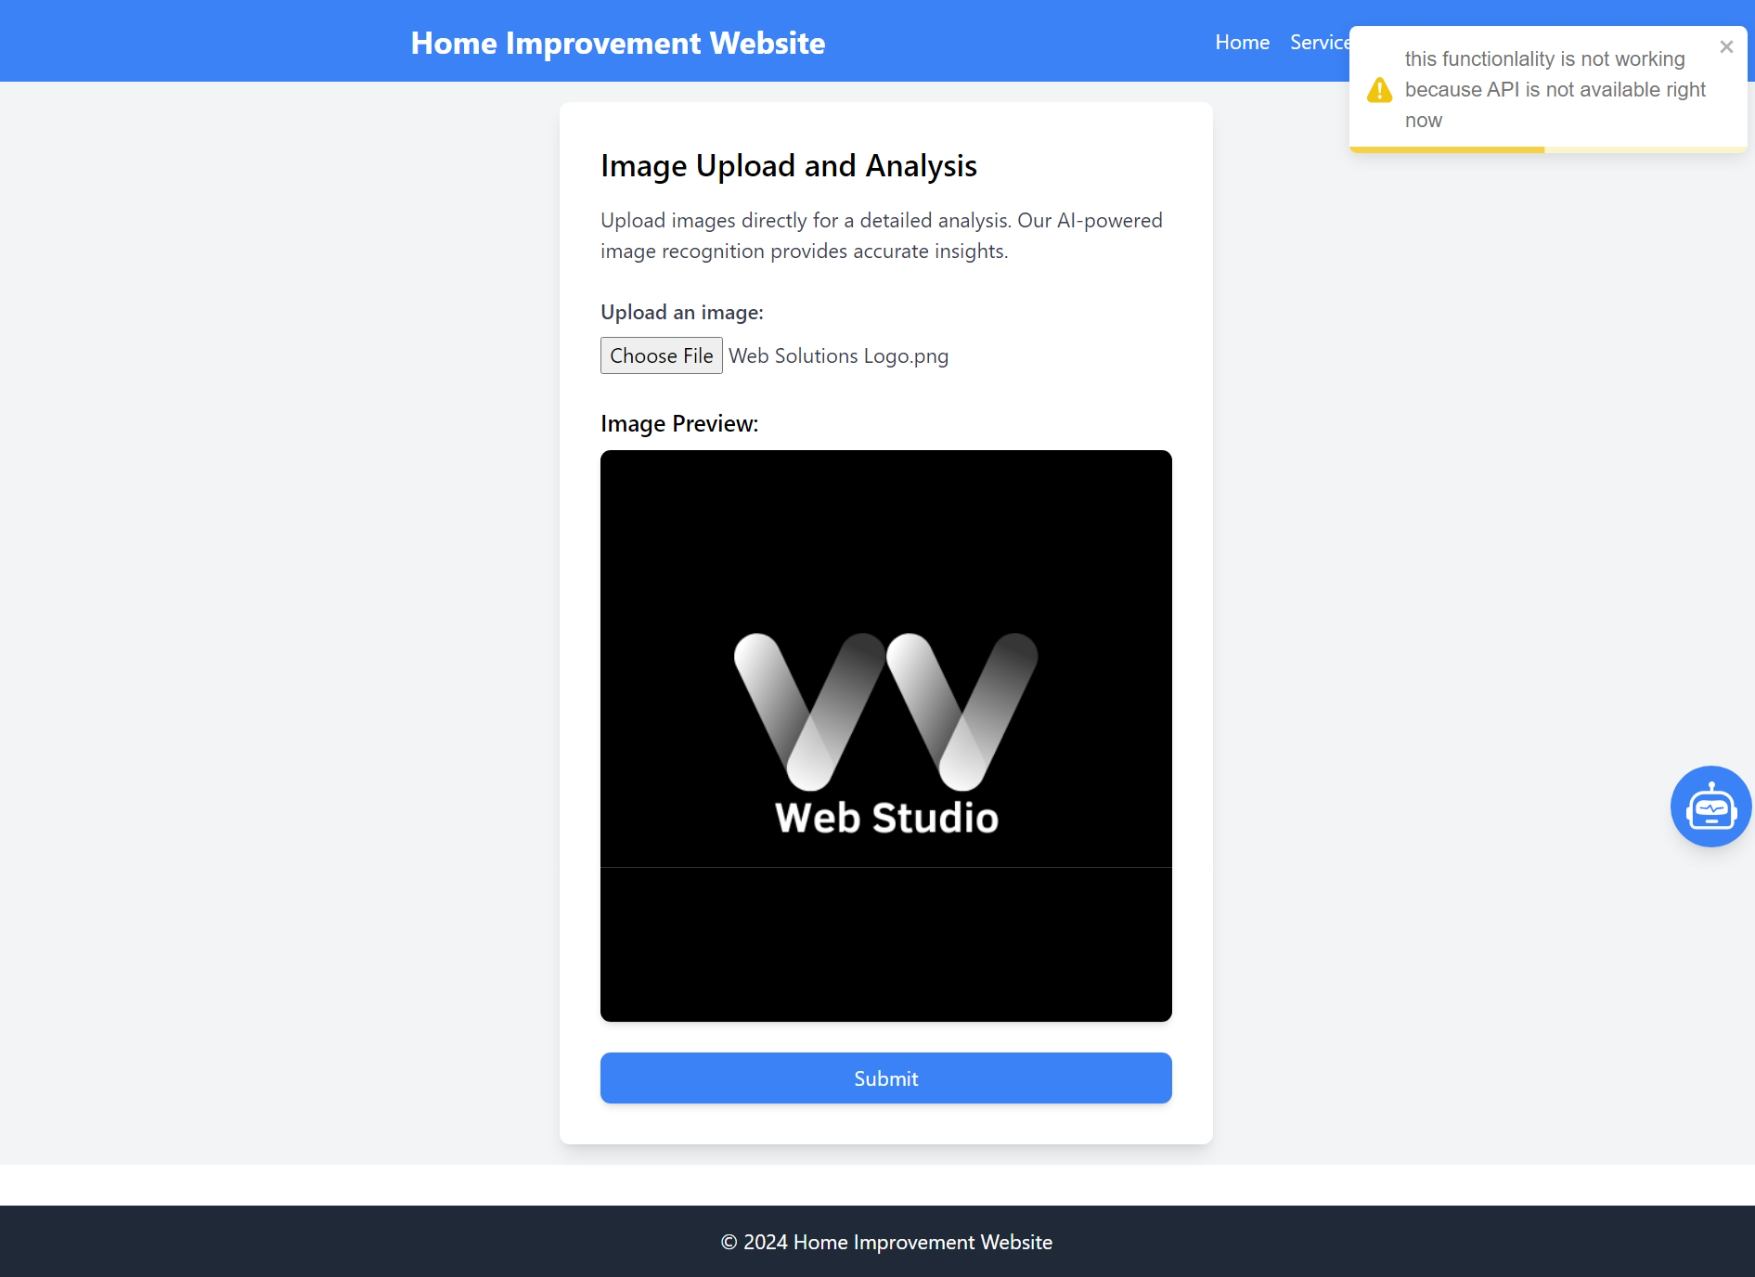 Home Improvement Website
Home Service
this functionlality is not working
because API is not available right
now
Image Upload and Analysis
Upload images directly for a detailed analysis. Our AI-powered
image recognition provides accurate insights.
Upload an image:
Choose File Web Solutions Logo.png
Image Preview:
Web Studio
Submit
© 2024 Home Improvement Website